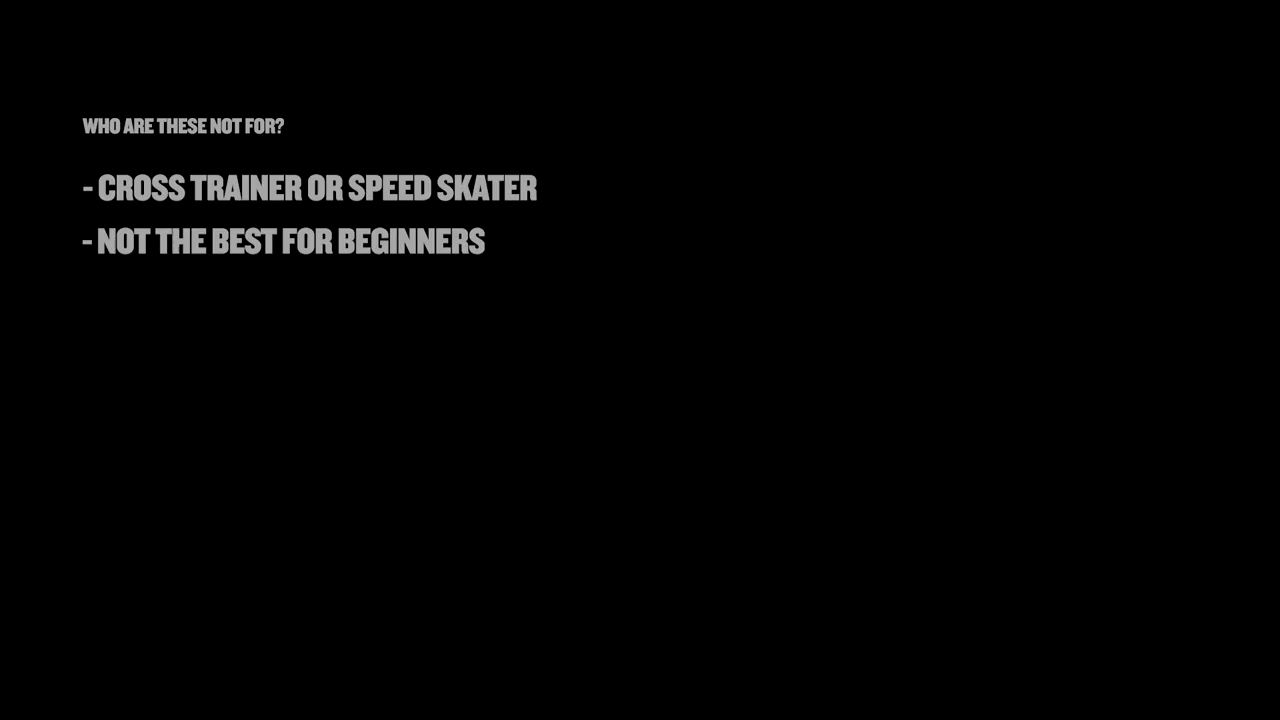 WHO ARE THESE NOT FOR?
- CROSS TRAINER OR SPEED SKATER
- NOT THE BEST FOR BEGINNERS